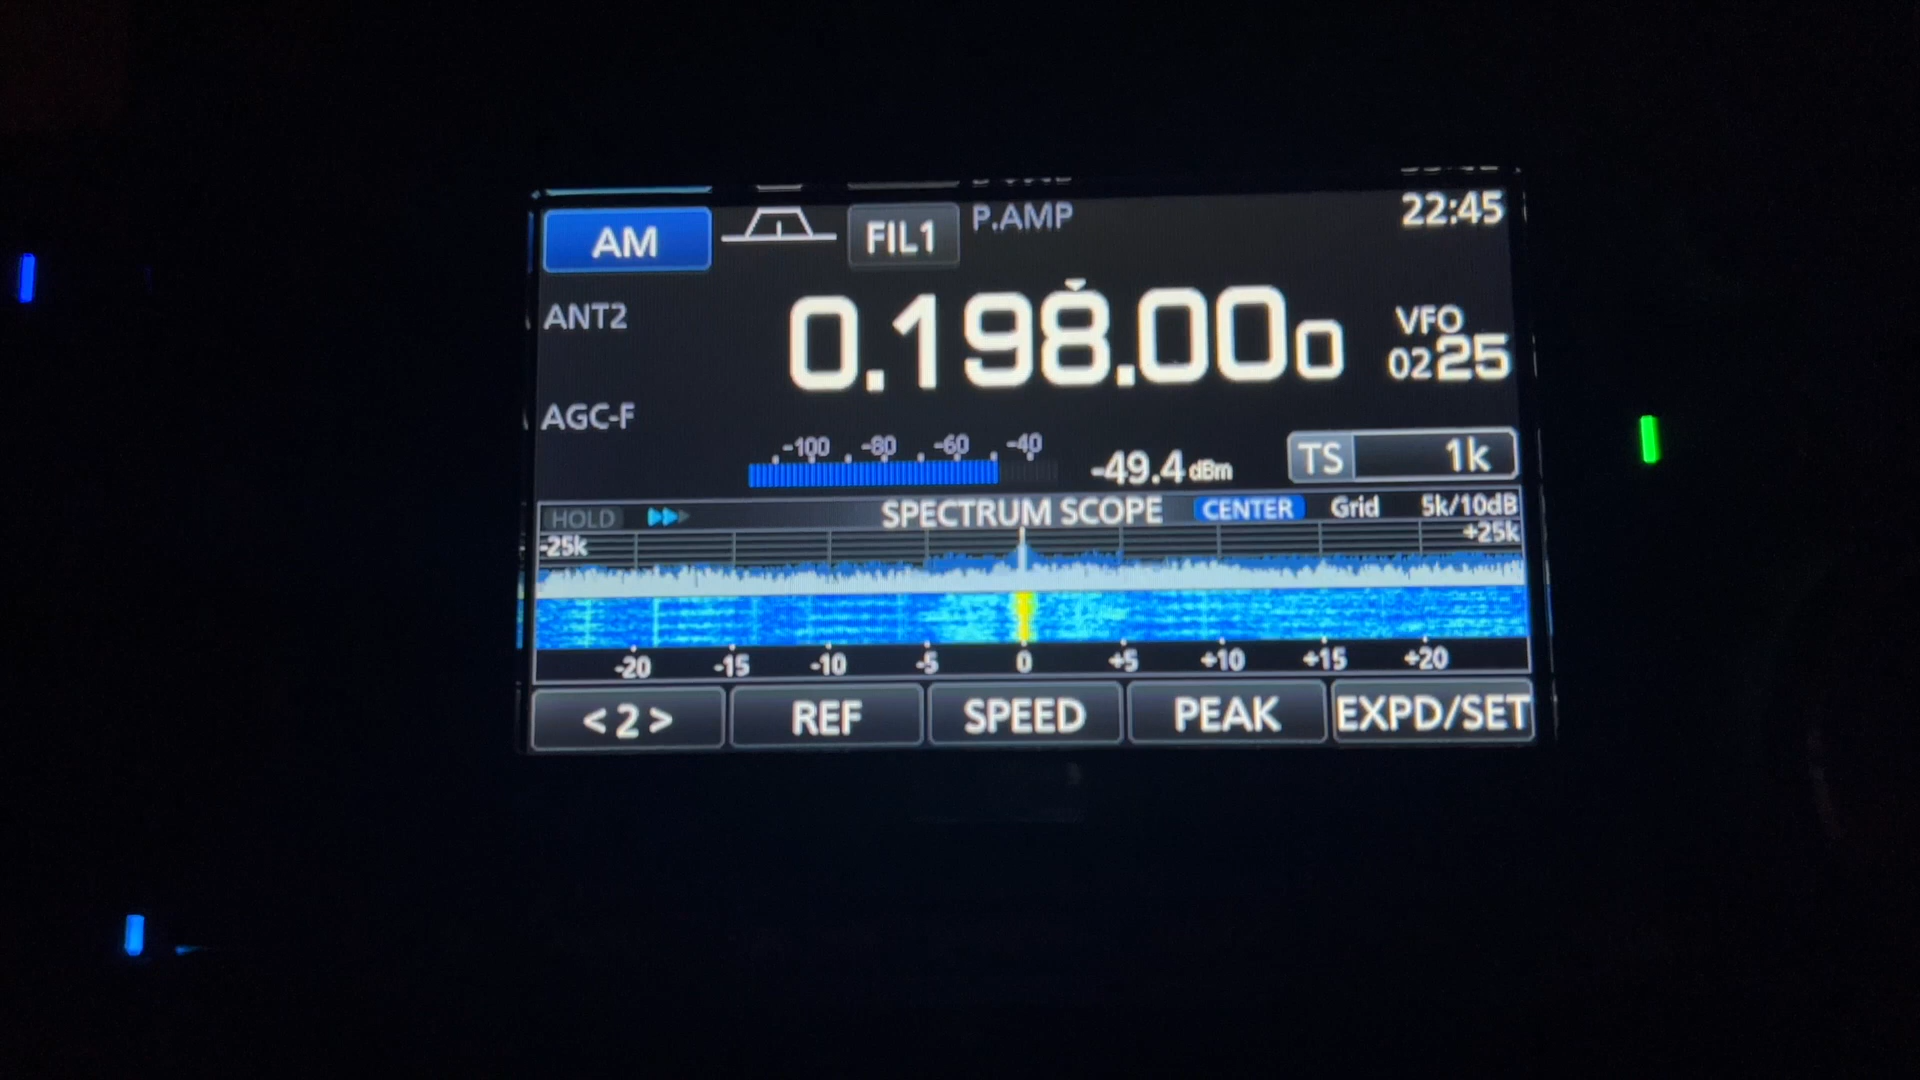 AM FIL1 P.AMP 22:45
ANT2 0.198.000 VFO
02 25
AGC-F
-100 -80 -60 -40
-49.4 dBm TS 1k
HOLD SPECTRUM SCOPE CENTER Grid 5k/10dB
-25k +25k
-20 -15 -10 -5 0 +5 +10 +15 +20
<2> REF SPEED PEAK EXPD/SET